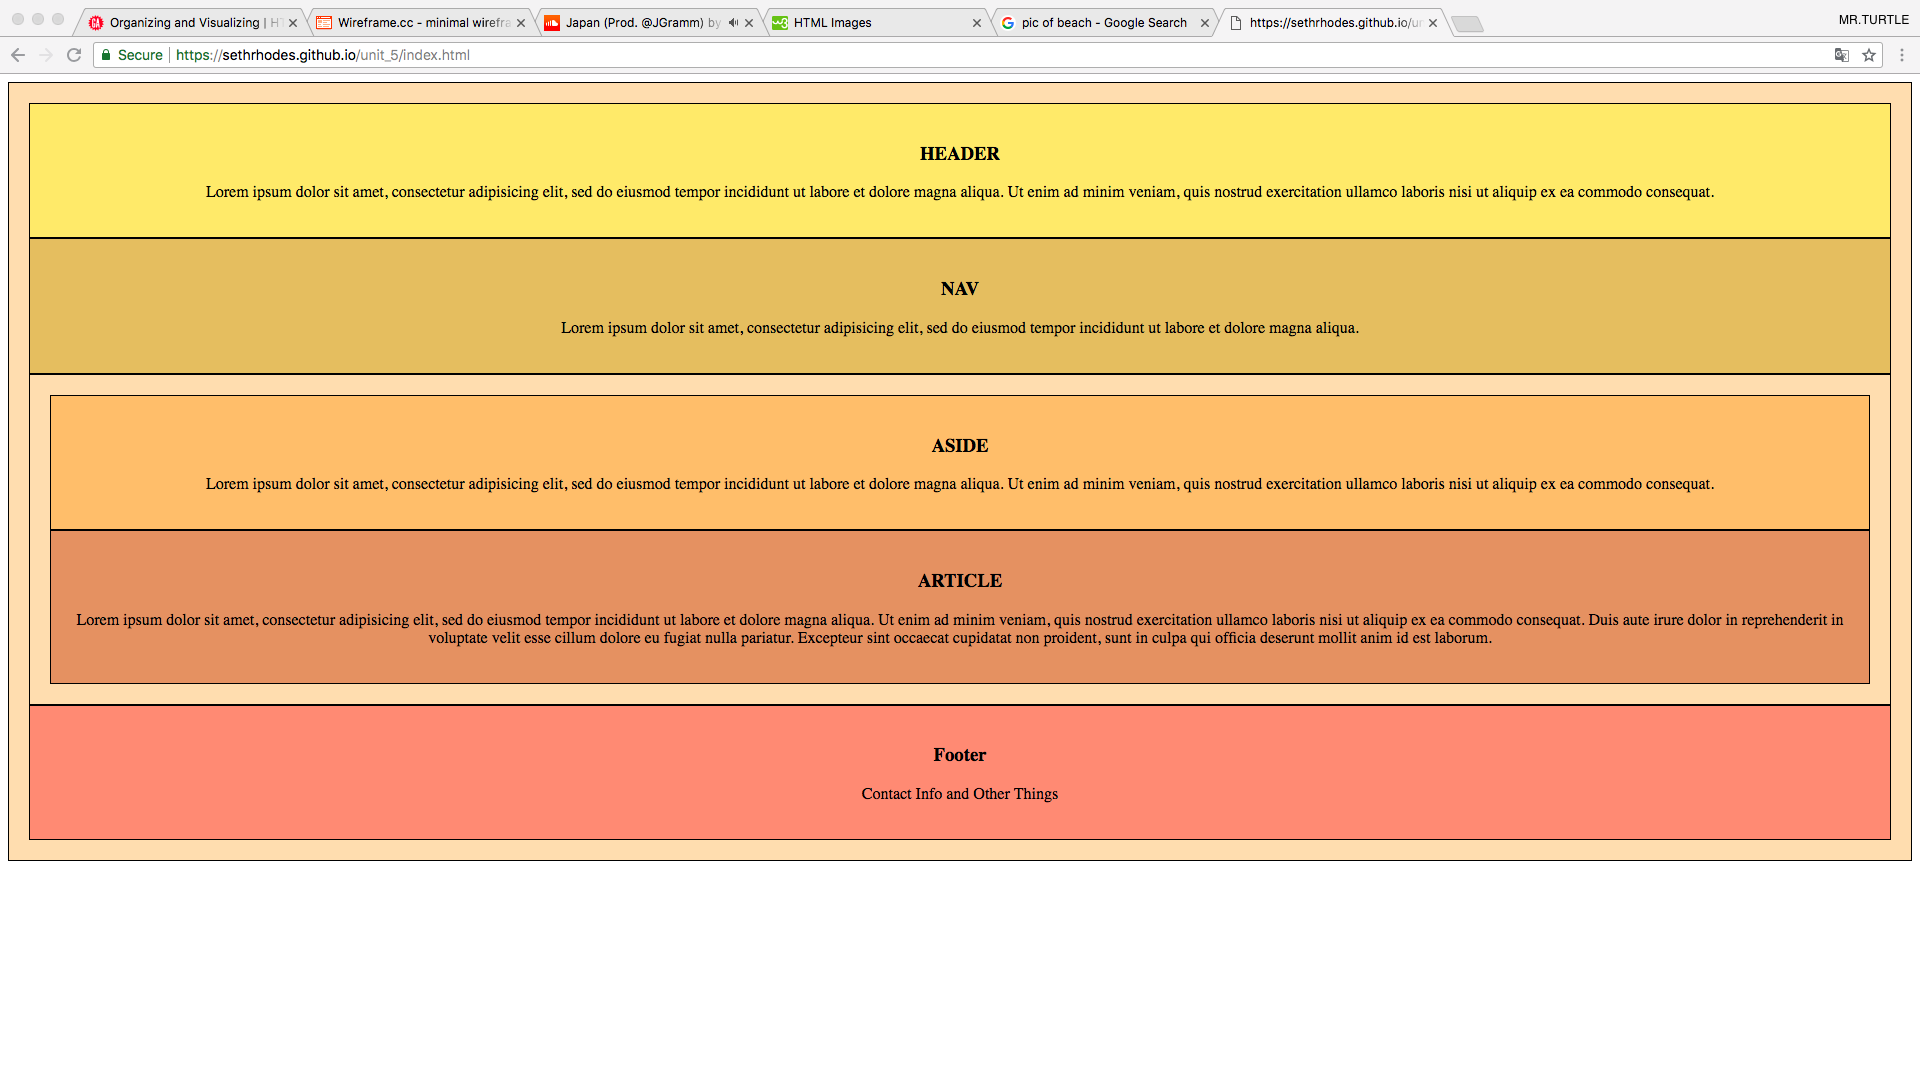 Organizing and Visualizing | HT
Wireframe.cc - minimal wirefra
Japan (Prod. @JGramm) by
HTML Images
pic of beach - Google Search
https://sethrhodes.github.io/un
MR.TURTLE
Secure
https://sethrhodes.github.io/unit_5/index.html
HEADER
Lorem ipsum dolor sit amet, consectetur adipisicing elit, sed do eiusmod tempor incididunt ut labore et dolore magna aliqua. Ut enim ad minim veniam, quis nostrud exercitation ullamco laboris nisi ut aliquip ex ea commodo consequat.
NAV
Lorem ipsum dolor sit amet, consectetur adipisicing elit, sed do eiusmod tempor incididunt ut labore et dolore magna aliqua.
ASIDE
Lorem ipsum dolor sit amet, consectetur adipisicing elit, sed do eiusmod tempor incididunt ut labore et dolore magna aliqua. Ut enim ad minim veniam, quis nostrud exercitation ullamco laboris nisi ut aliquip ex ea commodo consequat.
ARTICLE
Lorem ipsum dolor sit amet, consectetur adipisicing elit, sed do eiusmod tempor incididunt ut labore et dolore magna aliqua. Ut enim ad minim veniam, quis nostrud exercitation ullamco laboris nisi ut aliquip ex ea commodo consequat. Duis aute irure dolor in reprehenderit in
voluptate velit esse cillum dolore eu fugiat nulla pariatur. Excepteur sint occaecat cupidatat non proident, sunt in culpa qui officia deserunt mollit anim id est laborum.
Footer
Contact Info and Other Things